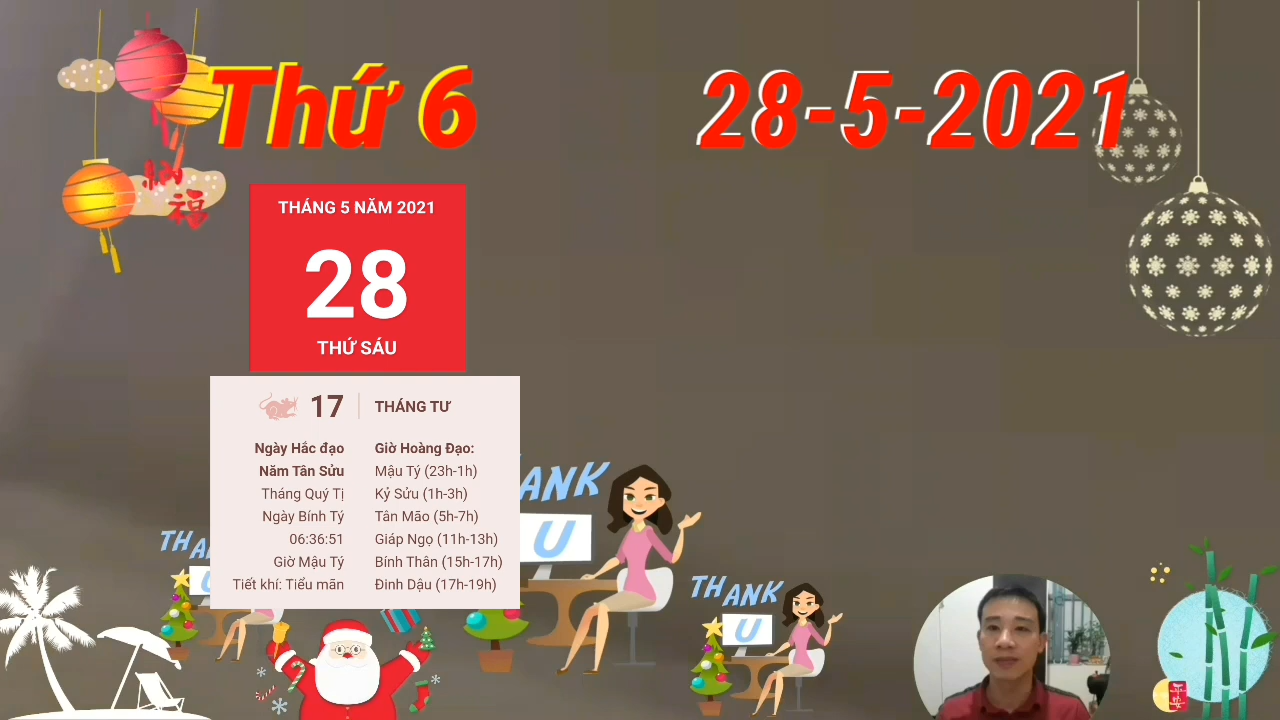 Thứ 6
28-5-2021
THÁNG 5 NĂM 2021
28
THỨ SÁU
17
THÁNG TƯ
Ngày Hắc đạo
Năm Tân Sửu
Tháng Quý Tị
Ngày Bính Tý
06:36:51
Giờ Mậu Tý
Tiết khí: Tiểu mãn
Giờ Hoàng Đạo:
Mậu Tý (23h-1h)
Kỷ Sửu (1h-3h)
Tân Mão (5h-7h)
Giáp Ngọ (11h-13h)
Bính Thân (15h-17h)
Đinh Dậu (17h-19h)
福
THANK
U
THANK
U